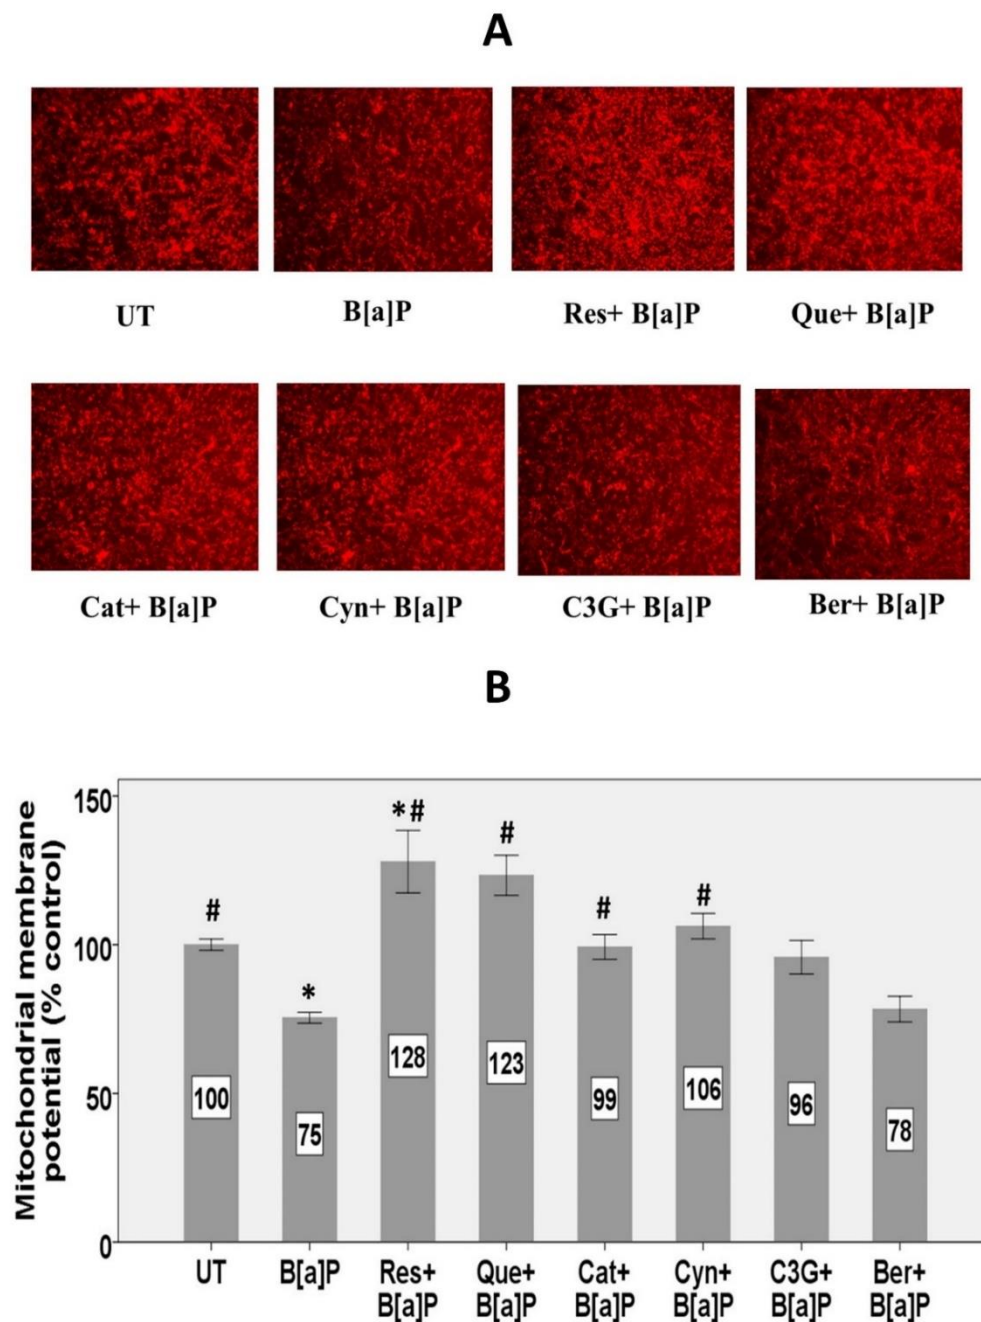 A
UT
B[a]P
Res+ B[a]P
Que+ B[a]P
Cat+ B[a]P
Cyn+ B[a]P
C3G+ B[a]P
Ber+ B[a]P
B
Mitochondrial membrane
potential (% control)
150
100
50
0
#
*
*#
#
#
#
100
75
128
123
99
106
96
78
UT
B[a]P
Res+
B[a]P
Que+
B[a]P
Cat+
B[a]P
Cyn+
B[a]P
C3G+
B[a]P
Ber+
B[a]P